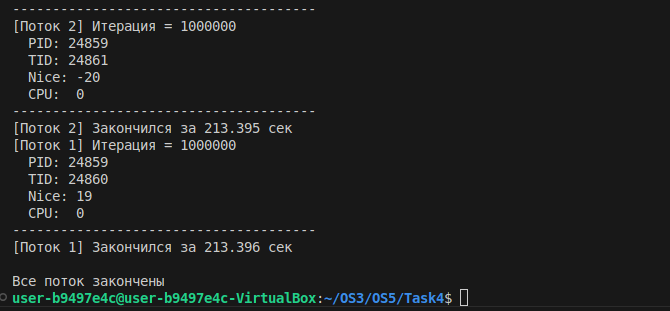 --------------------------------------
[Поток 2] Итерация = 1000000
  PID: 24859
  TID: 24861
  Nice: -20
  CPU:  0
--------------------------------------
[Поток 2] Закончился за 213.395 сек
[Поток 1] Итерация = 1000000
  PID: 24859
  TID: 24860
  Nice: 19
  CPU:  0
--------------------------------------
[Поток 1] Закончился за 213.396 сек

Все поток закончены
user-b9497e4c@user-b9497e4c-VirtualBox:~/OS3/OS5/Task4$